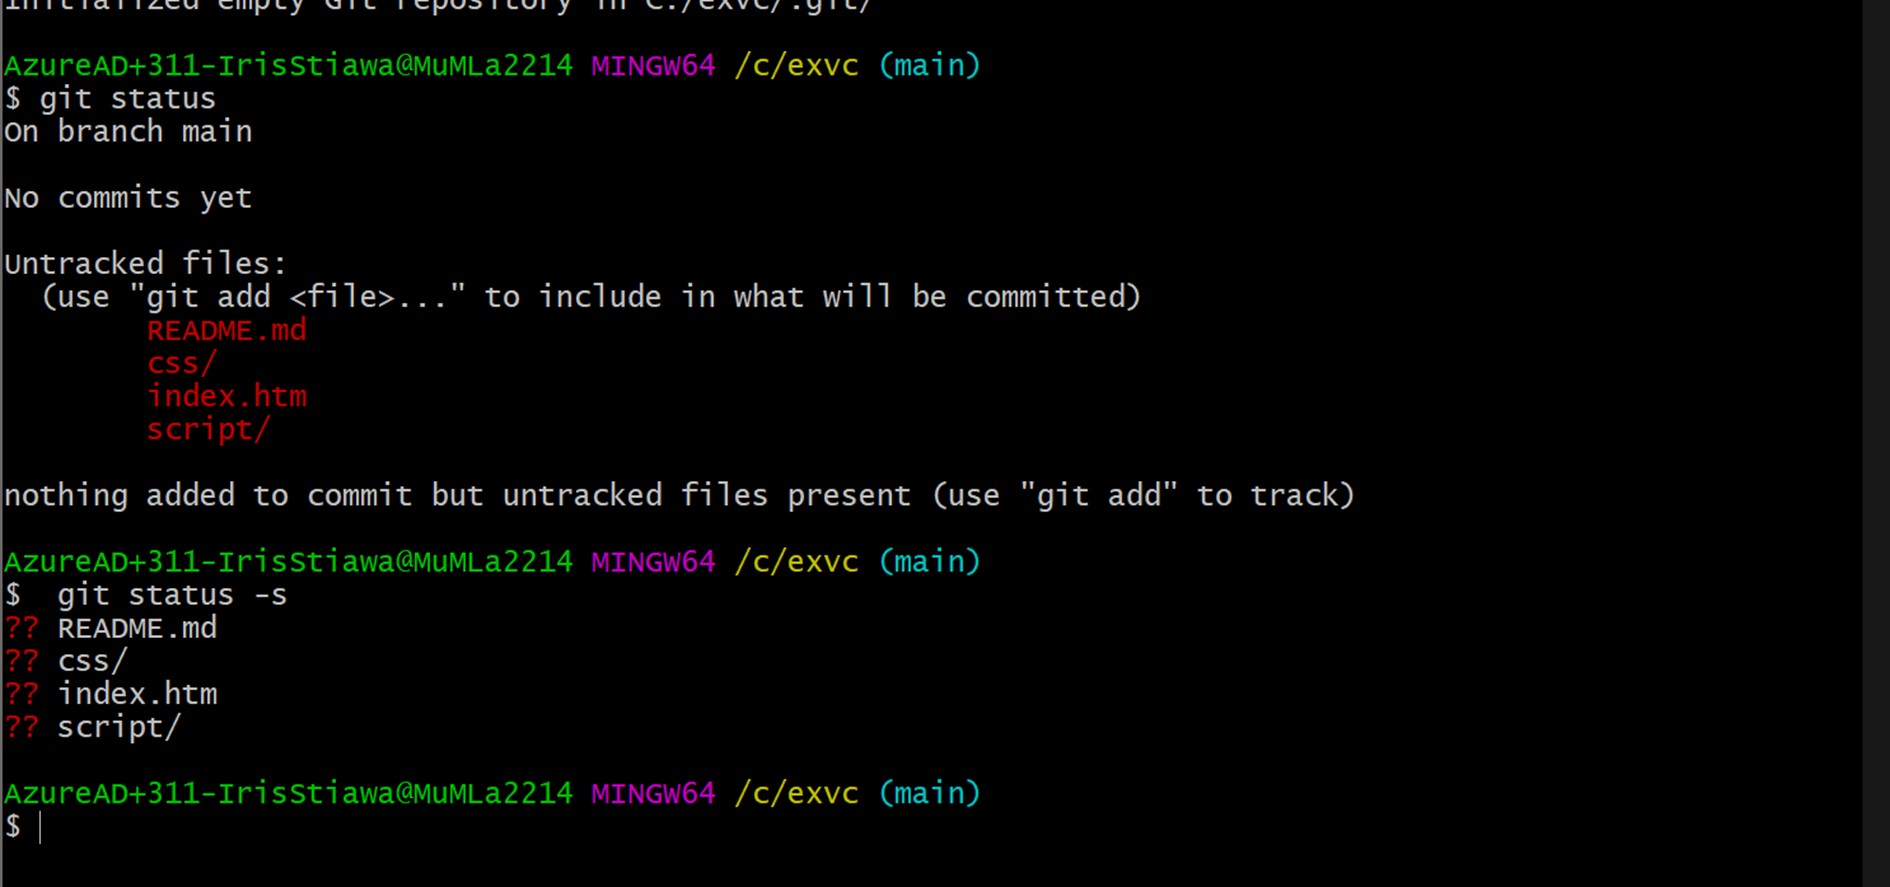 Initialized empty Git repository in C:/exvc/.git/
AzureAD+311-IrisStiawa@MuMLa2214 MINGW64 /c/exvc (main)
$ git status
On branch main
No commits yet
Untracked files:
  (use "git add <file>..." to include in what will be committed)
        README.md
        css/
        index.htm
        script/
nothing added to commit but untracked files present (use "git add" to track)
AzureAD+311-IrisStiawa@MuMLa2214 MINGW64 /c/exvc (main)
$  git status -s
?? README.md
?? css/
?? index.htm
?? script/
AzureAD+311-IrisStiawa@MuMLa2214 MINGW64 /c/exvc (main)
$